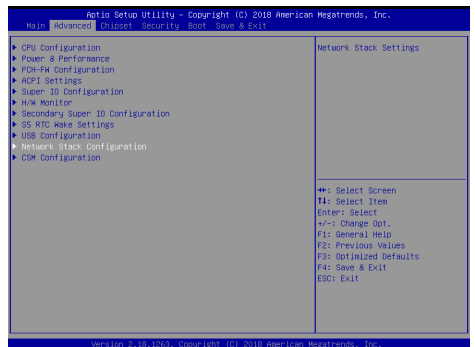 Aptio Setup Utility – Copyright (C) 2018 American Megatrends, Inc.
Main Advanced Chipset Security Boot Save & Exit
CPU Configuration
Power & Performance
PCH-FW Configuration
ACPI Settings
Super IO Configuration
H/W Monitor
Secondary Super IO Configuration
S5 RTC Wake Settings
USB Configuration
Network Stack Configuration
CSM Configuration
Network Stack Settings
↔: Select Screen
↑↓: Select Item
Enter: Select
+/-: Change Opt.
F1: General Help
F2: Previous Values
F3: Optimized Defaults
F4: Save & Exit
ESC: Exit
Version 2.18.1263. Copyright (C) 2018 American Megatrends, Inc.